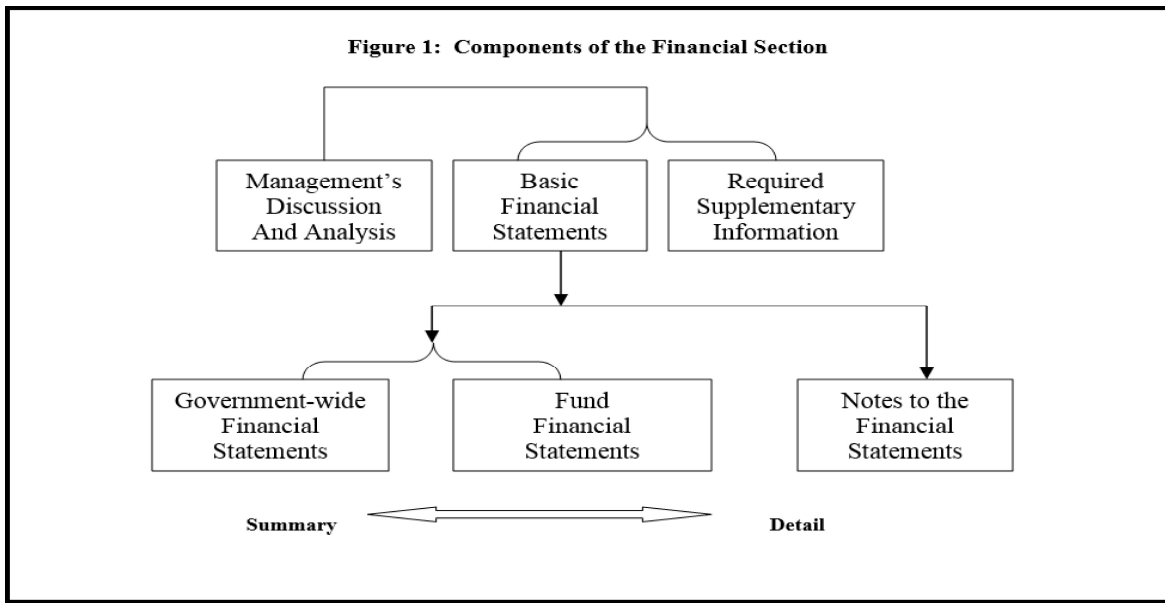 Figure 1:  Components of the Financial Section
Management’s
Discussion
And Analysis
Basic
Financial
Statements
Required
Supplementary
Information
Government-wide
Financial
Statements
Fund
Financial
Statements
Notes to the
Financial
Statements
Summary
Detail